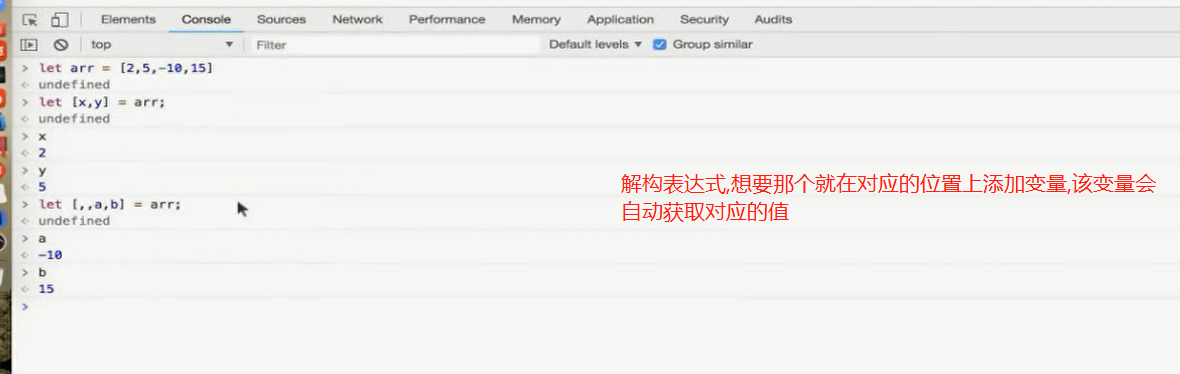 Elements Console Sources Network Performance Memory Application Security Audits
top ▼ Filter Default levels ▼ Group similar
> let arr = [2,5,-10,15]
< undefined
> let [x,y] = arr;
< undefined
> x
< 2
> y
< 5
> let [,,a,b] = arr;
< undefined
> a
< -10
> b
< 15
>
解构表达式,想要那个就在对应的位置上添加变量,该变量会
自动获取对应的值